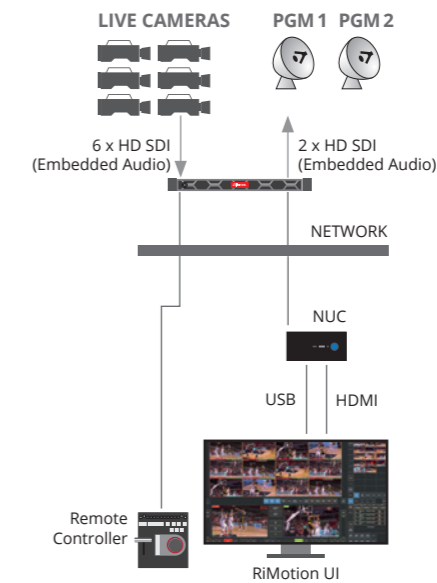 LIVE CAMERAS
PGM 1
PGM 2
6 x HD SDI
(Embedded Audio)
2 x HD SDI
(Embedded Audio)
NETWORK
NUC
USB
HDMI
Remote
Controller
RiMotion UI